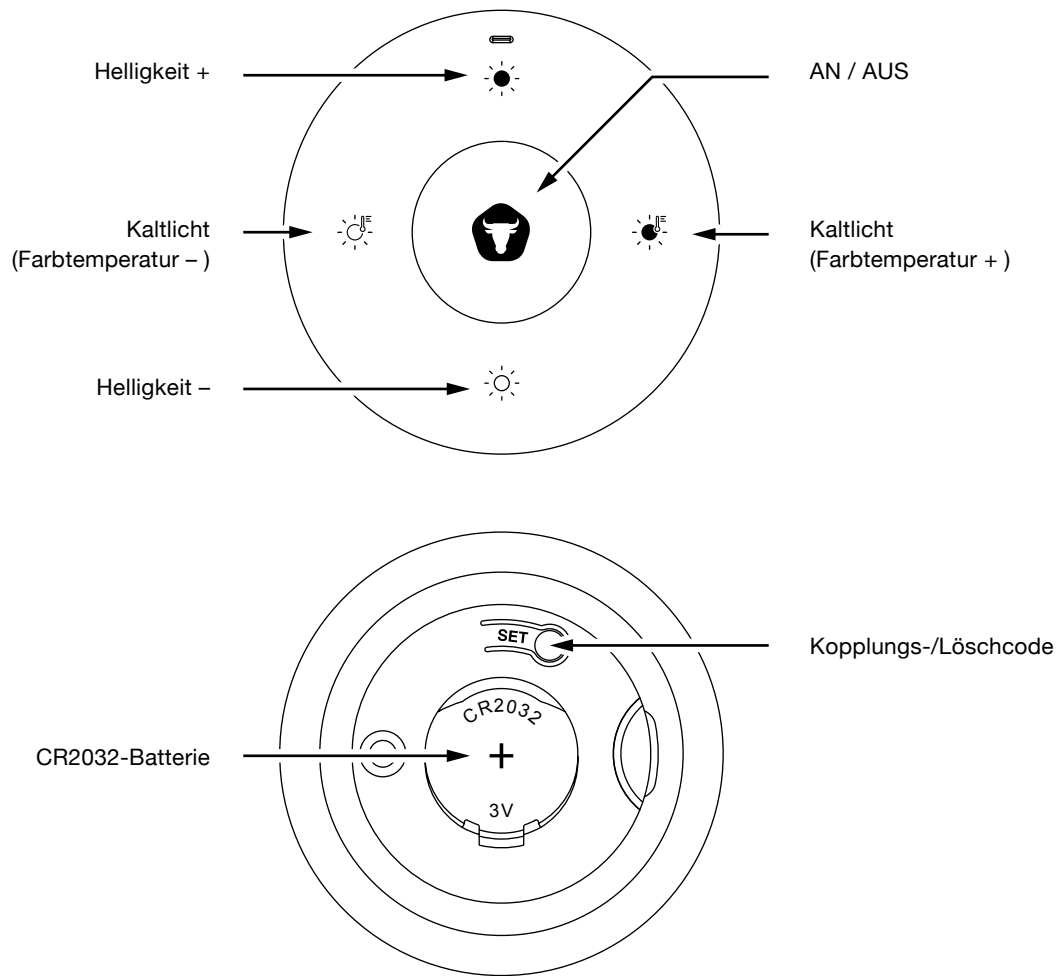 Helligkeit +
AN / AUS
Kaltlicht
(Farbtemperatur – )
Kaltlicht
(Farbtemperatur + )
Helligkeit –
SET
Kopplungs-/Löschcode
CR2032
CR2032-Batterie
+
3V